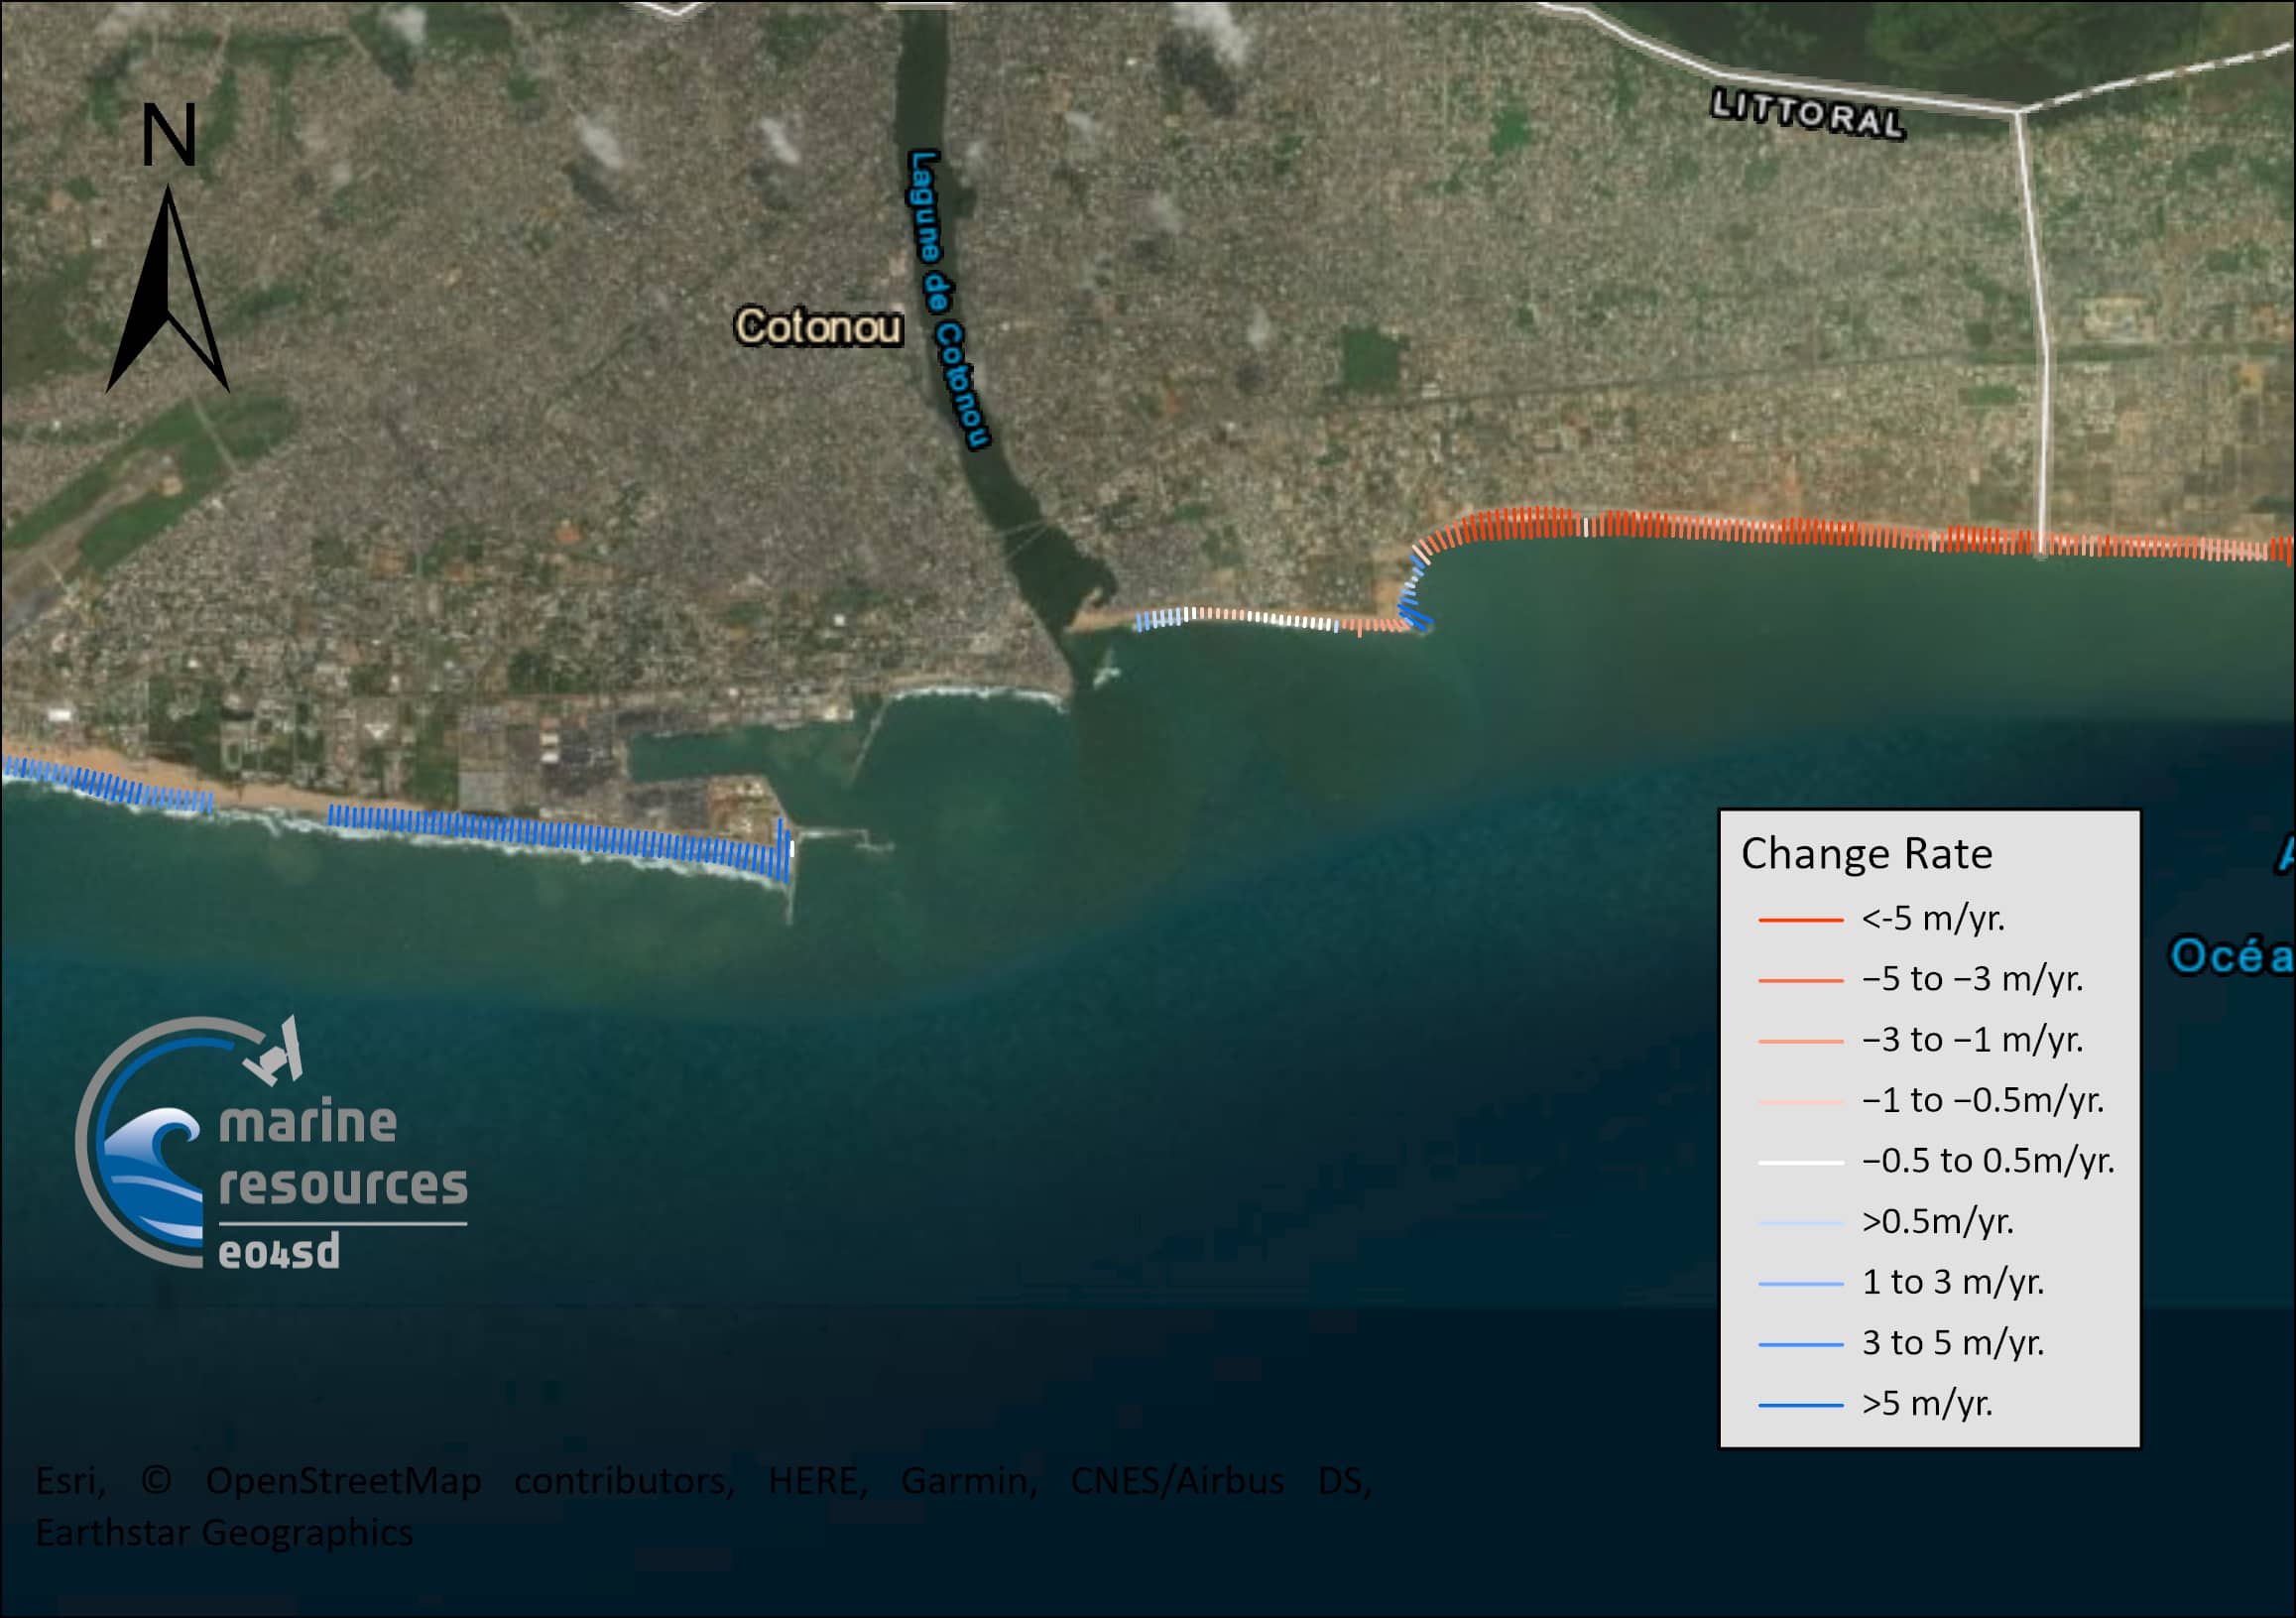 N
LITTORAL
Lagune de Cotonou
Cotonou
Change Rate
<-5 m/yr.
−5 to −3 m/yr.
−3 to −1 m/yr.
−1 to −0.5m/yr.
−0.5 to 0.5m/yr.
>0.5m/yr.
1 to 3 m/yr.
3 to 5 m/yr.
>5 m/yr.
A
Océa
marine
resources
eo4sd
Esri, © OpenStreetMap contributors, HERE, Garmin, CNES/Airbus DS,
Earthstar Geographics